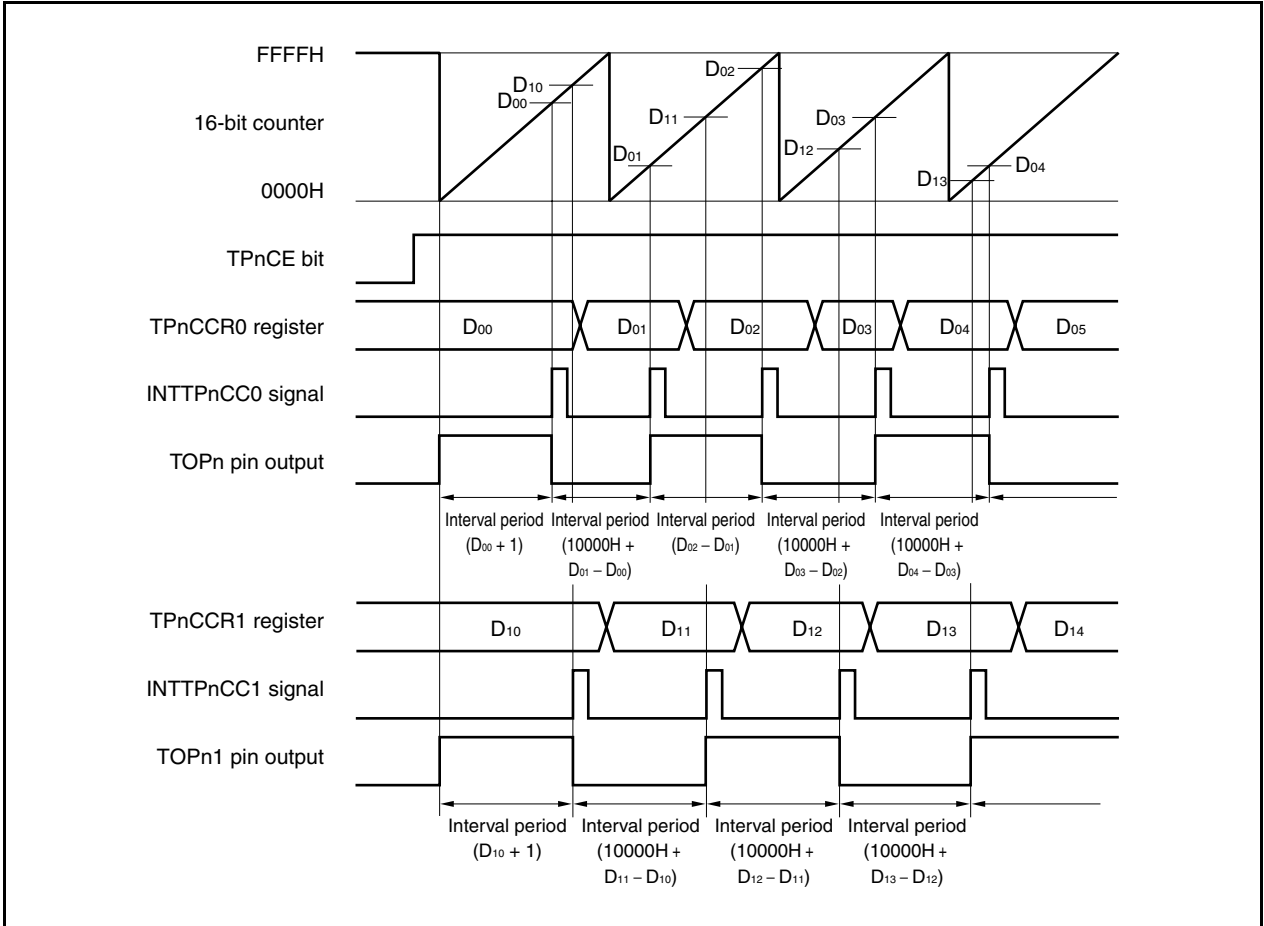 FFFFH
D10
D00
D02
16-bit counter
D11
D03
D01
D12
D04
D13
0000H
TPnCE bit
TPnCCR0 register
D00
D01
D02
D03
D04
D05
INTTPnCC0 signal
TOPn pin output
Interval period
(D00 + 1)
Interval period
(10000H +
D01 – D00)
Interval period
(D02 – D01)
Interval period
(10000H +
D03 – D02)
Interval period
(10000H +
D04 – D03)
TPnCCR1 register
D10
D11
D12
D13
D14
INTTPnCC1 signal
TOPn1 pin output
Interval period
(D10 + 1)
Interval period
(10000H +
D11 – D10)
Interval period
(10000H +
D12 – D11)
Interval period
(10000H +
D13 – D12)